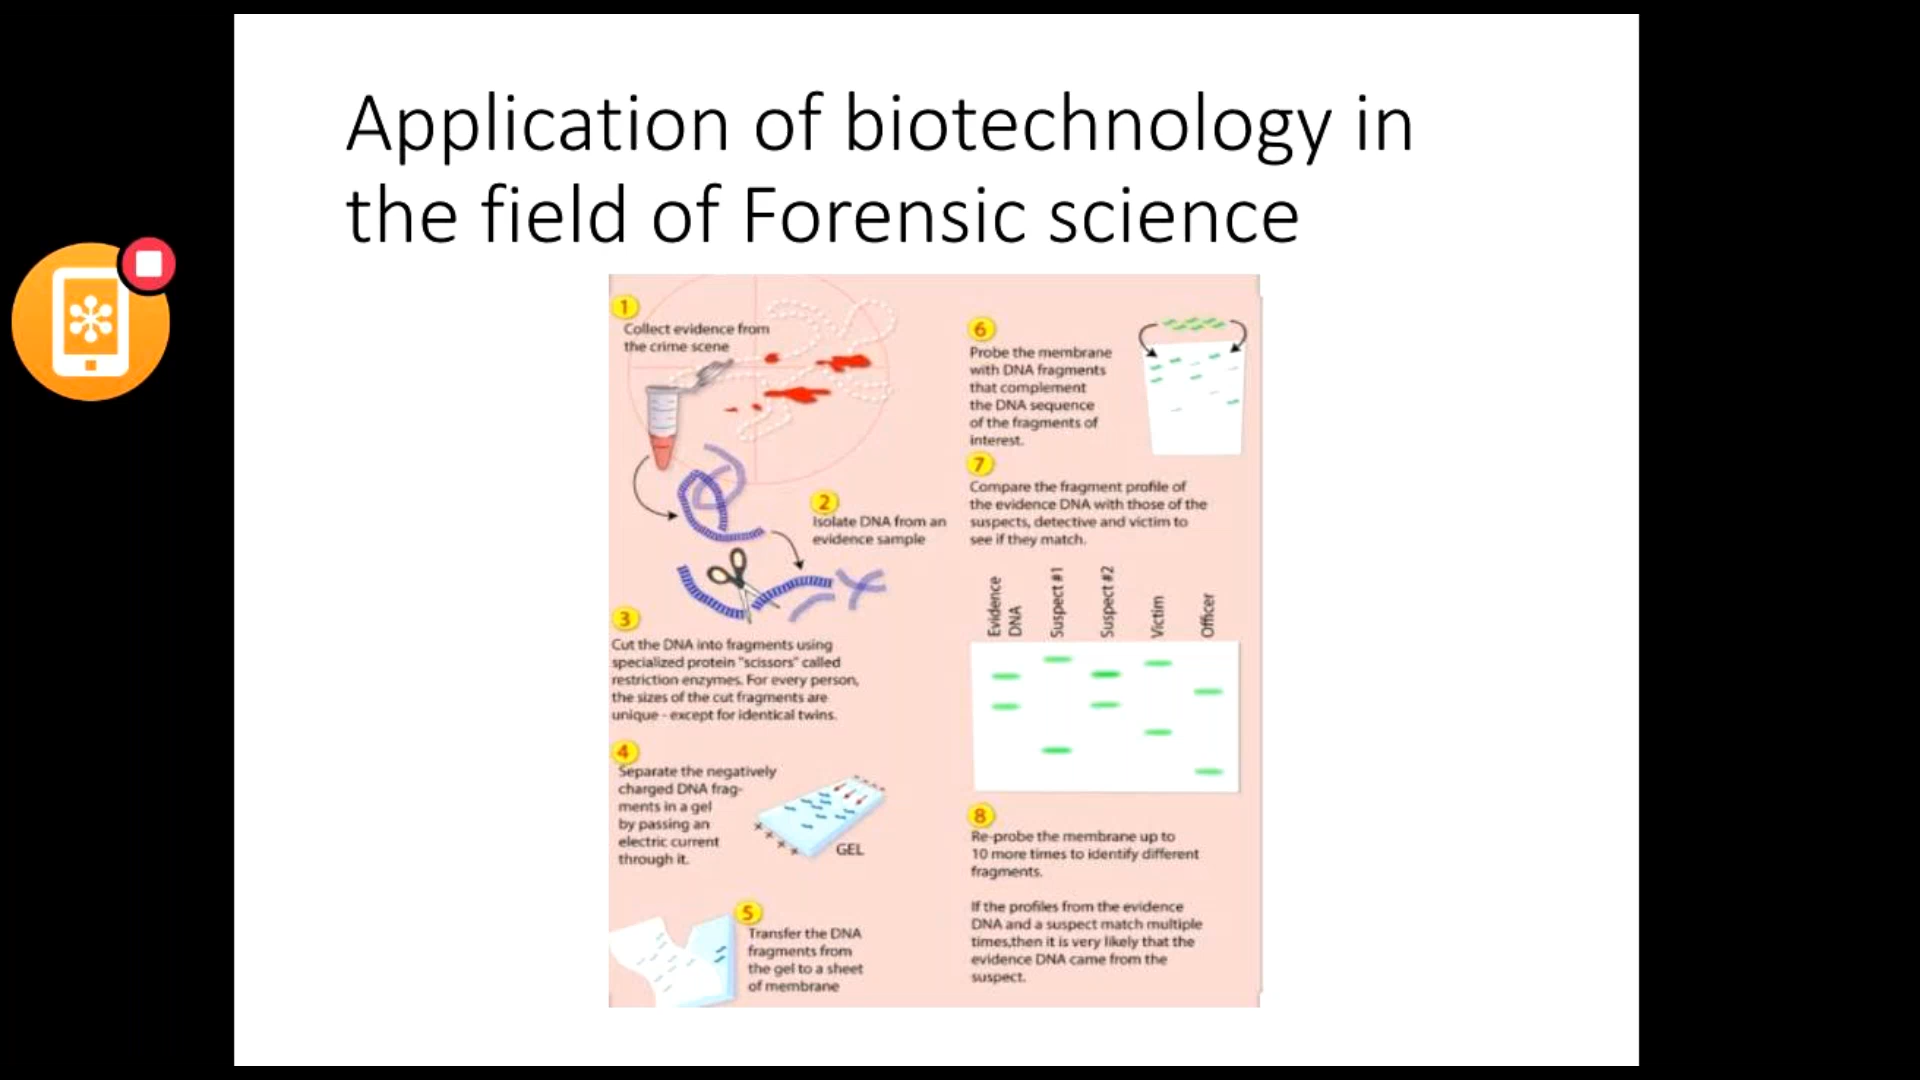 Application of biotechnology in
the field of Forensic science
1
Collect evidence from
the crime scene
2
Isolate DNA from an
evidence sample
3
Cut the DNA into fragments using
specialized protein "scissors" called
restriction enzymes. For every person,
the sizes of the cut fragments are
unique - except for identical twins.
4
Separate the negatively
charged DNA frag-
ments in a gel
by passing an
electric current
through it.
GEL
5
Transfer the DNA
fragments from
the gel to a sheet
of membrane
6
Probe the membrane
with DNA fragments
that complement
the DNA sequence
of the fragments of
interest.
7
Compare the fragment profile of
the evidence DNA with those of the
suspects, detective and victim to
see if they match.
Evidence
DNA
Suspect #1
Suspect #2
Victim
Officer
8
Re-probe the membrane up to
10 more times to identify different
fragments.
If the profiles from the evidence
DNA and a suspect match multiple
times,then it is very likely that the
evidence DNA came from the
suspect.